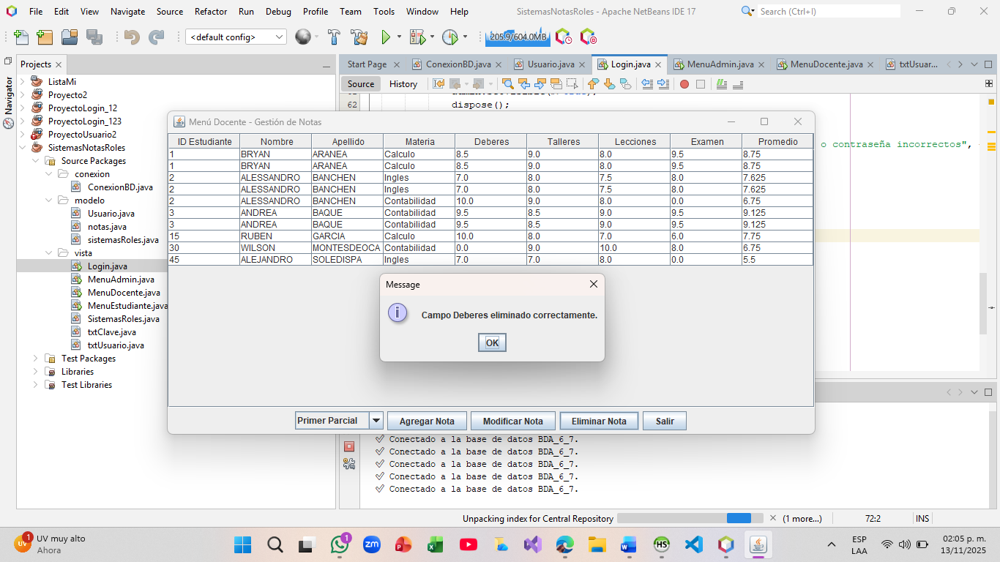 File Edit View Navigate Source Refactor Run Debug Profile Team Tools Window Help
SistemasNotasRoles - Apache NetBeans IDE 17
Search (Ctrl+I)
<default config>
205.9/604.0MB
Projects
Navigator
ListaMi
Proyecto2
ProyectoLogin_12
ProyectoLogin_123
ProyectoUsuario2
SistemasNotasRoles
Source Packages
conexion
ConexionBD.java
modelo
Usuario.java
notas.java
sistemasRoles.java
vista
Login.java
MenuAdmin.java
MenuDocente.java
MenuEstudiante.java
SistemasRoles.java
txtClave.java
txtUsuario.java
Test Packages
Libraries
Test Libraries
Start Page ConexionBD.java Usuario.java Login.java MenuAdmin.java MenuDocente.java txtUsuar...
Source History
62 dispose();
o contraseña incorrectos",
Menú Docente - Gestión de Notas
ID Estudiante Nombre Apellido Materia Deberes Talleres Lecciones Examen Promedio
1 BRYAN ARANEA Calculo 8.5 9.0 8.0 9.5 8.75
1 BRYAN ARANEA Calculo 8.5 9.0 8.0 9.5 8.75
2 ALESSANDRO BANCHEN Ingles 7.0 8.0 7.5 8.0 7.625
2 ALESSANDRO BANCHEN Ingles 7.0 8.0 7.5 8.0 7.625
2 ALESSANDRO BANCHEN Contabilidad 10.0 9.0 8.0 0.0 6.75
3 ANDREA BAQUE Contabilidad 9.5 8.5 9.0 9.5 9.125
3 ANDREA BAQUE Contabilidad 9.5 8.5 9.0 9.5 9.125
15 RUBEN GARCIA Calculo 10.0 8.0 7.0 6.0 7.75
30 WILSON MONTESDEOCA Contabilidad 0.0 9.0 10.0 8.0 6.75
45 ALEJANDRO SOLEDISPA Ingles 7.0 7.0 8.0 0.0 5.5
Message
Campo Deberes eliminado correctamente.
OK
Primer Parcial Agregar Nota Modificar Nota Eliminar Nota Salir
Conectado a la base de datos BDA_6_7.
Conectado a la base de datos BDA_6_7.
Conectado a la base de datos BDA_6_7.
Conectado a la base de datos BDA_6_7.
Conectado a la base de datos BDA_6_7.
Unpacking index for Central Repository (1 more...) 72:2 INS
1
UV
UV muy alto
Ahora
1
zm
HS
ESP
LAA
02:05 p. m.
13/11/2025